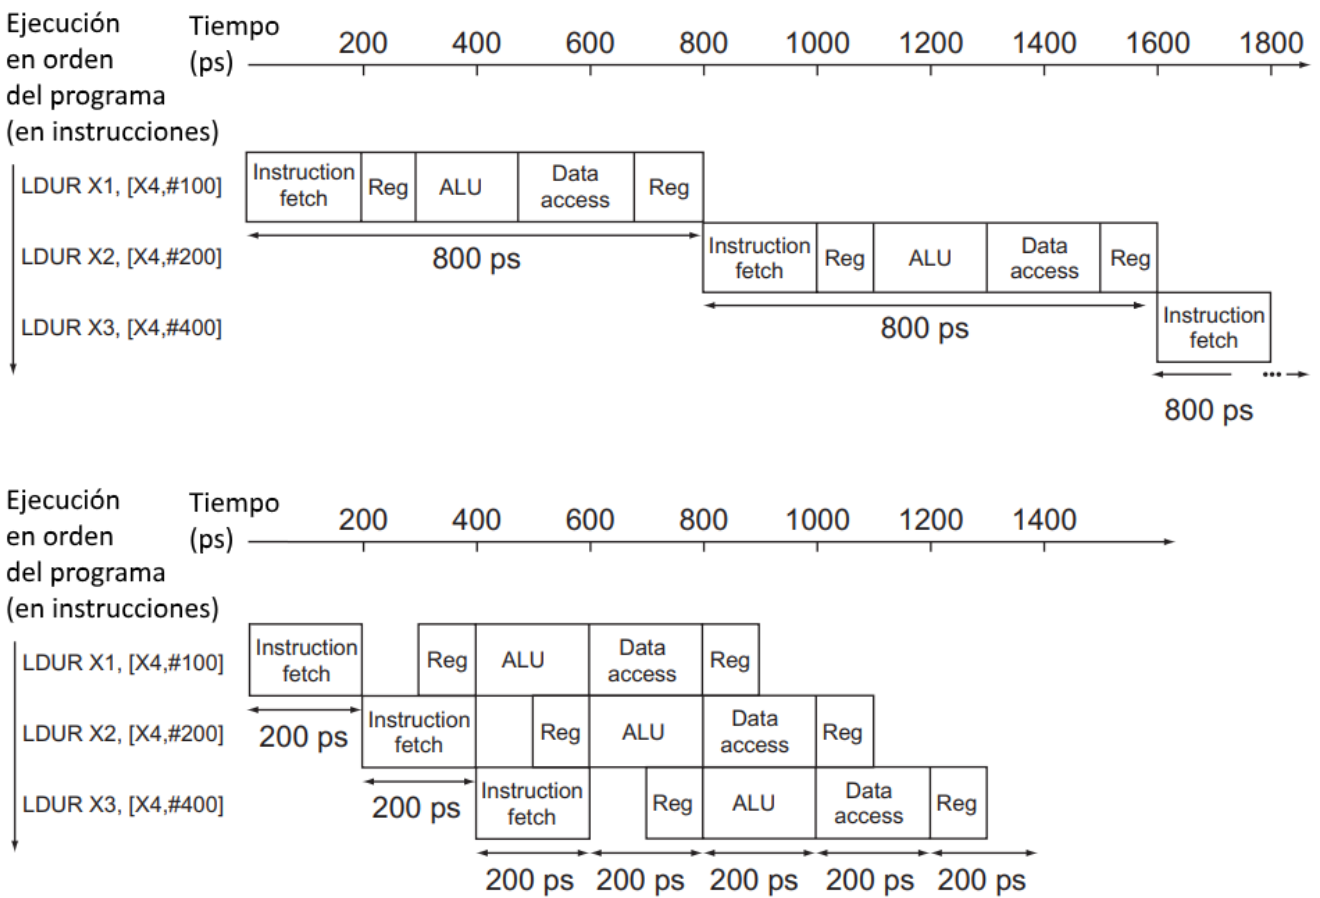 Ejecución
en orden
del programa
(en instrucciones)
Tiempo
(ps)
200 400 600 800 1000 1200 1400 1600 1800
LDUR X1, [X4,#100]
Instruction
fetch
Reg
ALU
Data
access
Reg
800 ps
LDUR X2, [X4,#200]
Instruction
fetch
Reg
ALU
Data
access
Reg
800 ps
LDUR X3, [X4,#400]
Instruction
fetch
800 ps
Ejecución
en orden
del programa
(en instrucciones)
Tiempo
(ps)
200 400 600 800 1000 1200 1400
LDUR X1, [X4,#100]
Instruction
fetch
Reg
ALU
Data
access
Reg
200 ps
LDUR X2, [X4,#200]
Instruction
fetch
Reg
ALU
Data
access
Reg
200 ps
LDUR X3, [X4,#400]
Instruction
fetch
Reg
ALU
Data
access
Reg
200 ps 200 ps 200 ps 200 ps 200 ps